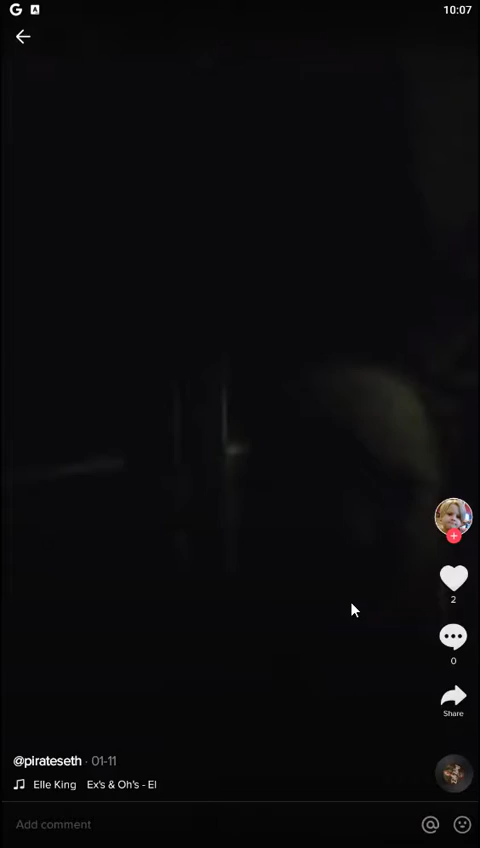 10:07
2
0
Share
@pirateseth · 01-11
Elle King Ex's & Oh's - El
Add comment